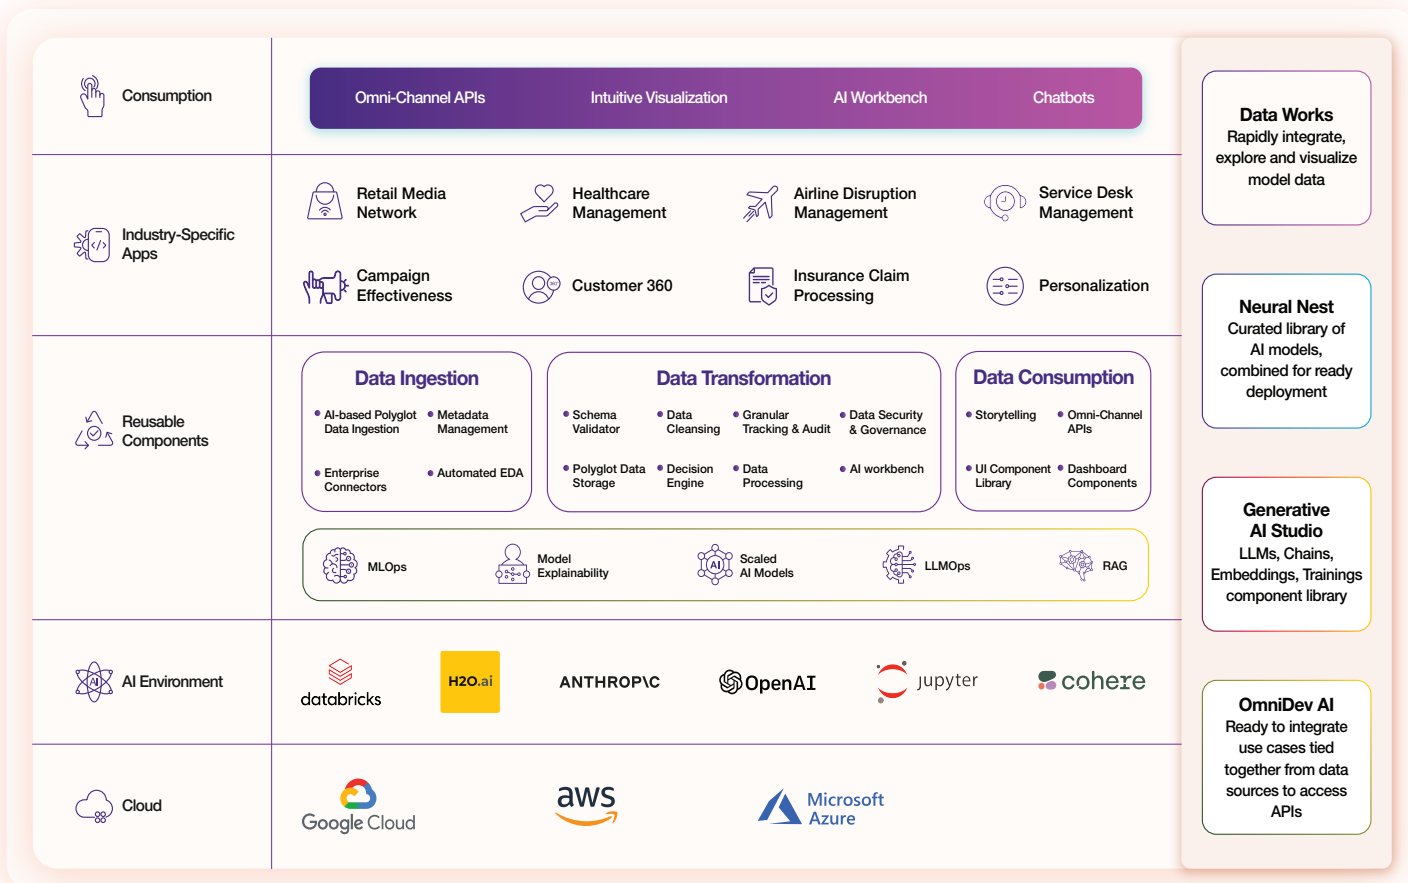 Consumption
Omni-Channel APIs
Intuitive Visualization
AI Workbench
Chatbots
Industry-Specific
Apps
Retail Media
Network
Healthcare
Management
Airline Disruption
Management
Service Desk
Management
Campaign
Effectiveness
360°
Customer 360
Insurance Claim
Processing
Personalization
Reusable
Components
Data Ingestion
AI-based Polyglot
Data Ingestion
Metadata
Management
Enterprise
Connectors
Automated EDA
Data Transformation
Schema
Validator
Data
Cleansing
Granular
Tracking & Audit
Data Security
& Governance
Polyglot Data
Storage
Decision
Engine
Data
Processing
AI workbench
Data Consumption
Storytelling
Omni-Channel
APIs
UI Component
Library
Dashboard
Components
MLOps
Model
Explainability
AI
Scaled
AI Models
LLMOps
RAG
AI
AI Environment
databricks
H2O.ai
ANTHROP\C
OpenAI
jupyter
cohere
Cloud
Google Cloud
aws
Microsoft
Azure
Data Works
Rapidly integrate,
explore and visualize
model data
Neural Nest
Curated library of
AI models,
combined for ready
deployment
Generative
AI Studio
LLMs, Chains,
Embeddings, Trainings
component library
OmniDev AI
Ready to integrate
use cases tied
together from data
sources to access
APIs